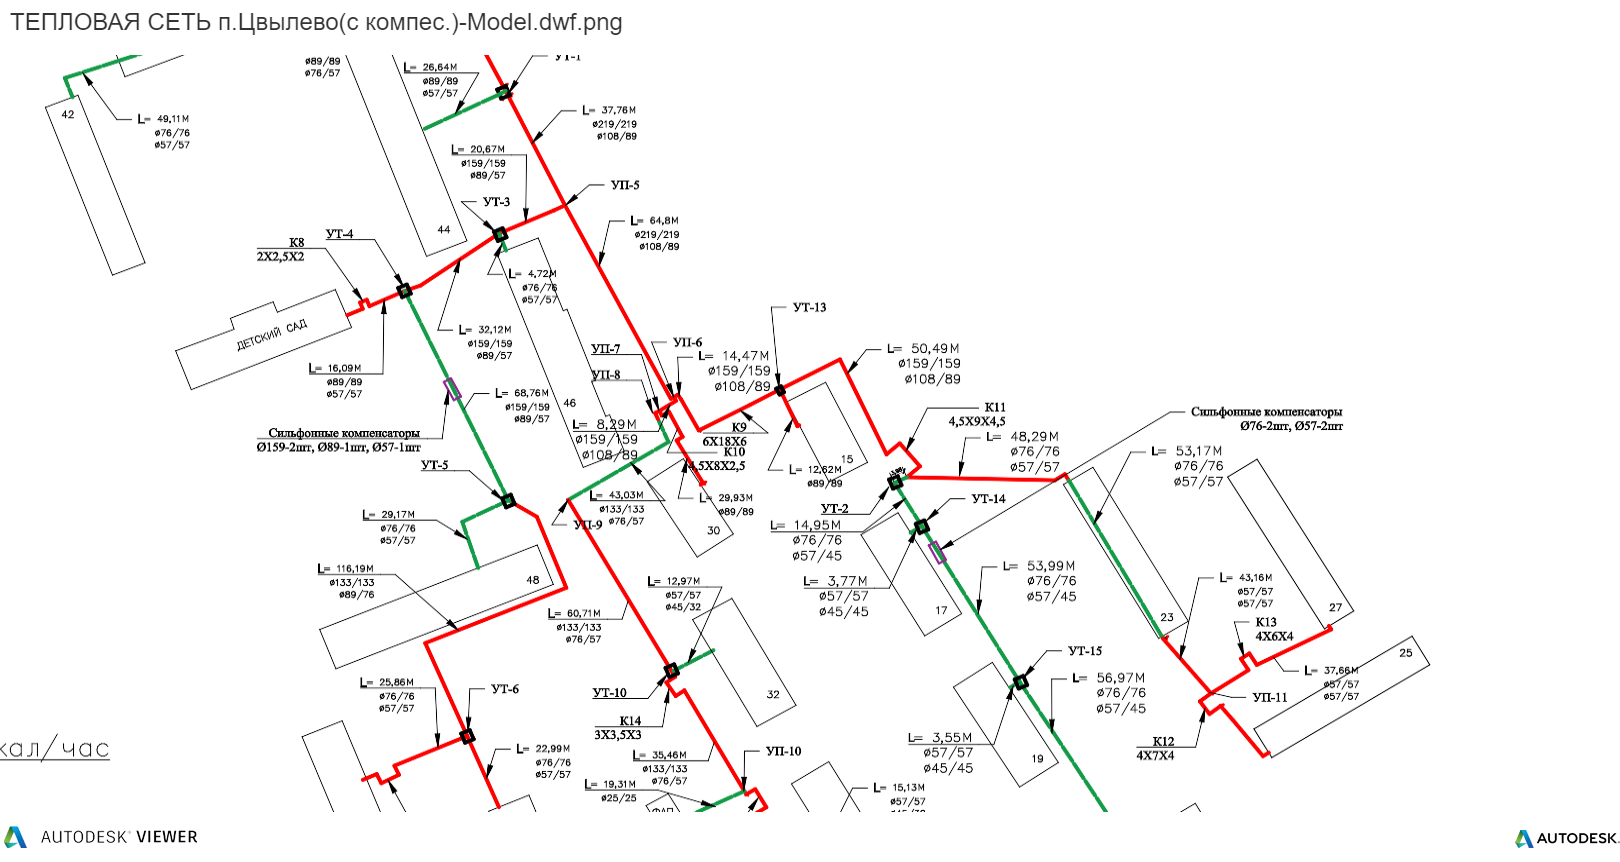 ТЕПЛОВАЯ СЕТЬ п.Цвылево(с компес.)-Model.dwf.png
ø89/89
ø76/57
L= 26,64М
ø89/89
ø57/57
УТ-1
42
L= 49,11М
ø76/76
ø57/57
L= 37,76М
ø219/219
ø108/89
L= 20,67М
ø159/159
ø89/57
УП-5
УТ-3
44
L= 64,8М
ø219/219
ø108/89
УТ-4
К8
2Х2,5Х2
L= 4,72М
ø76/76
ø57/57
ДЕТСКИЙ САД
L= 32,12М
ø159/159
ø89/57
L= 16,09М
ø89/89
ø57/57
УТ-13
УП-6
УП-7
УП-8
L= 14,47М
ø159/159
ø108/89
L= 50,49М
ø159/159
ø108/89
L= 68,76М
ø159/159
ø89/57
46
L= 8,29М
ø159/159
ø108/89
К9
6Х18Х6
К10
4,5Х8Х2,5
К11
4,5Х9Х4,5
Сильфонные компенсаторы
Ø76-2шт, Ø57-2шт
Сильфонные компенсаторы
Ø159-2шт, Ø89-1шт, Ø57-1шт
L= 48,29М
ø76/76
ø57/57
L= 53,17М
ø76/76
ø57/57
15
L= 12,62М
ø89/89
УТ-5
L= 43,03М
ø133/133
ø76/57
L= 29,93М
ø89/89
УТ-2
УТ-14
L= 29,17М
ø76/76
ø57/57
УП-9
30
L= 14,95М
ø76/76
ø57/45
L= 116,19М
ø133/133
ø89/76
48
L= 12,97М
ø57/57
ø45/32
L= 3,77М
ø57/57
ø45/45
L= 53,99М
ø76/76
ø57/45
L= 43,16М
ø57/57
ø57/57
17
23
27
L= 60,71М
ø133/133
ø76/57
К13
4Х6Х4
25
УТ-15
L= 37,66М
ø57/57
ø57/57
L= 25,86М
ø76/76
ø57/57
УТ-6
УТ-10
32
L= 56,97М
ø76/76
ø57/45
УП-11
К14
3Х3,5Х3
L= 3,55М
ø57/57
ø45/45
К12
4Х7Х4
19
кал/час
L= 22,99М
ø76/76
ø57/57
L= 35,46М
ø133/133
ø76/57
УП-10
L= 19,31М
ø25/25
ФАП
L= 15,13М
ø57/57
AUTODESK VIEWER
AUTODESK